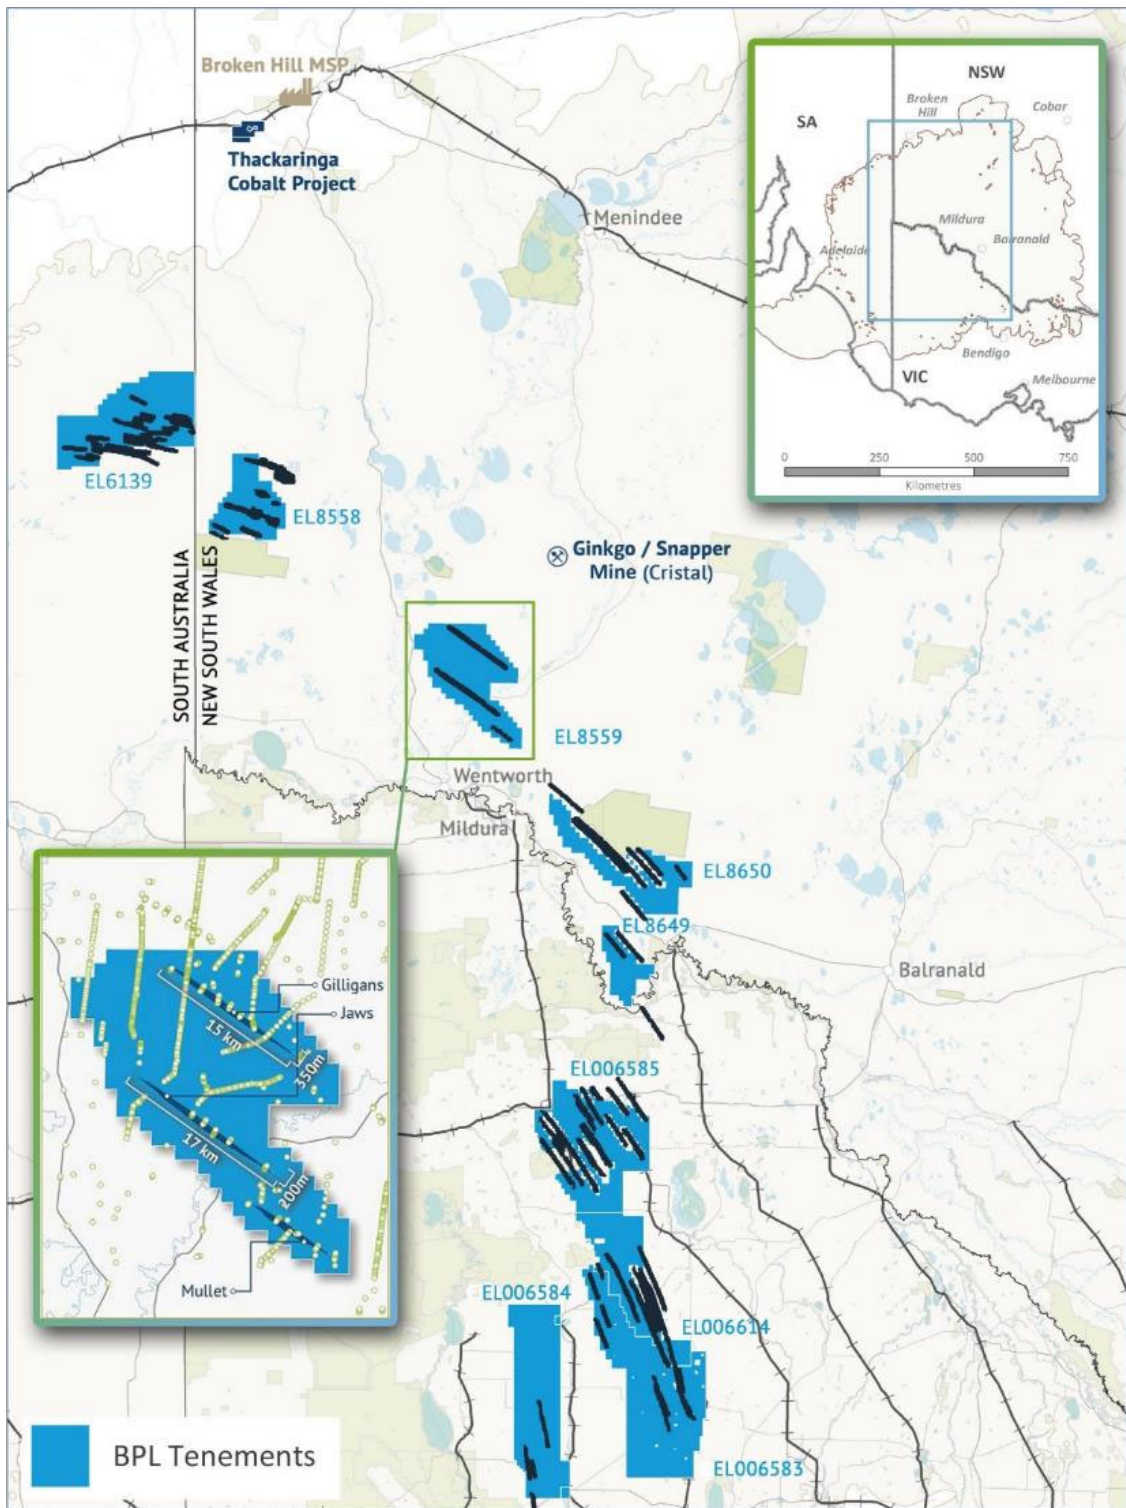 Broken Hill MSP
Thackaringa
Cobalt Project
Menindee
NSW
Broken
Hill
Cobar
SA
Mildura
Balranald
Adelaide
Bendigo
VIC
Melbourne
0 250 500 750
Kilometres
EL6139
EL8558
SOUTH AUSTRALIA
NEW SOUTH WALES
Ginkgo / Snapper
Mine (Cristal)
EL8559
Wentworth
Mildura
EL8650
EL8649
Balranald
Gilligans
Jaws
15 km
350m
17 km
200m
Mullet
EL006585
EL006584
EL006614
EL006583
BPL Tenements